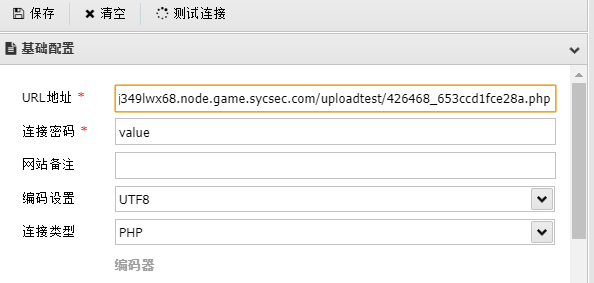 保存 清空 测试连接
基础配置
URL地址 * j349lwx68.node.game.sycsec.com/uploadtest/426468_653ccd1fce28a.php
连接密码 * value
网站备注
编码设置 UTF8
连接类型 PHP
编码器